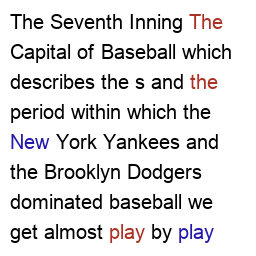 The Seventh Inning The
Capital of Baseball which
describes the s and the
period within which the
New York Yankees and
the Brooklyn Dodgers
dominated baseball we
get almost play by play